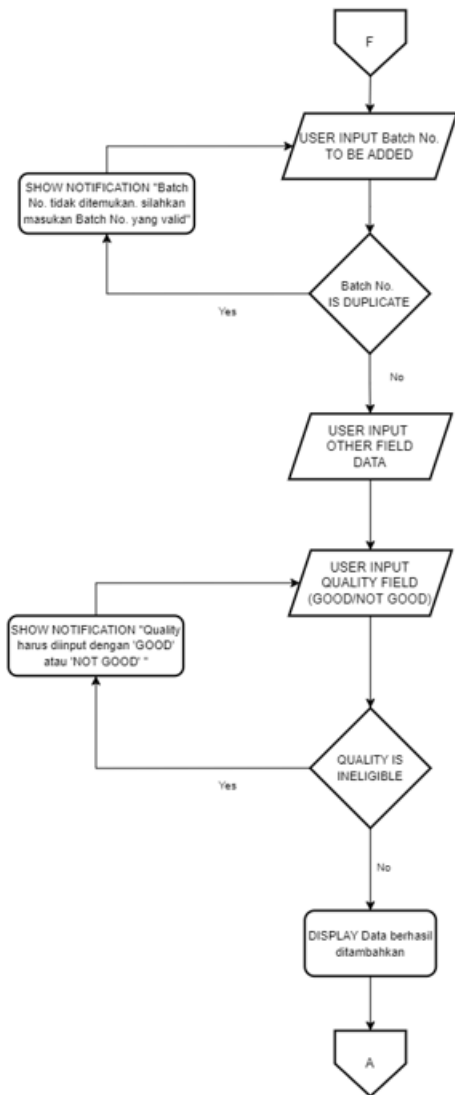 F
USER INPUT Batch No.
TO BE ADDED
SHOW NOTIFICATION "Batch
No. tidak ditemukan. silahkan
masukan Batch No. yang valid"
Batch No.
IS DUPLICATE
Yes
No
USER INPUT
OTHER FIELD
DATA
USER INPUT
QUALITY FIELD
(GOOD/NOT GOOD)
SHOW NOTIFICATION "Quality
harus diinput dengan 'GOOD'
atau 'NOT GOOD' "
QUALITY IS
INELIGIBLE
Yes
No
DISPLAY Data berhasil
ditambahkan
A